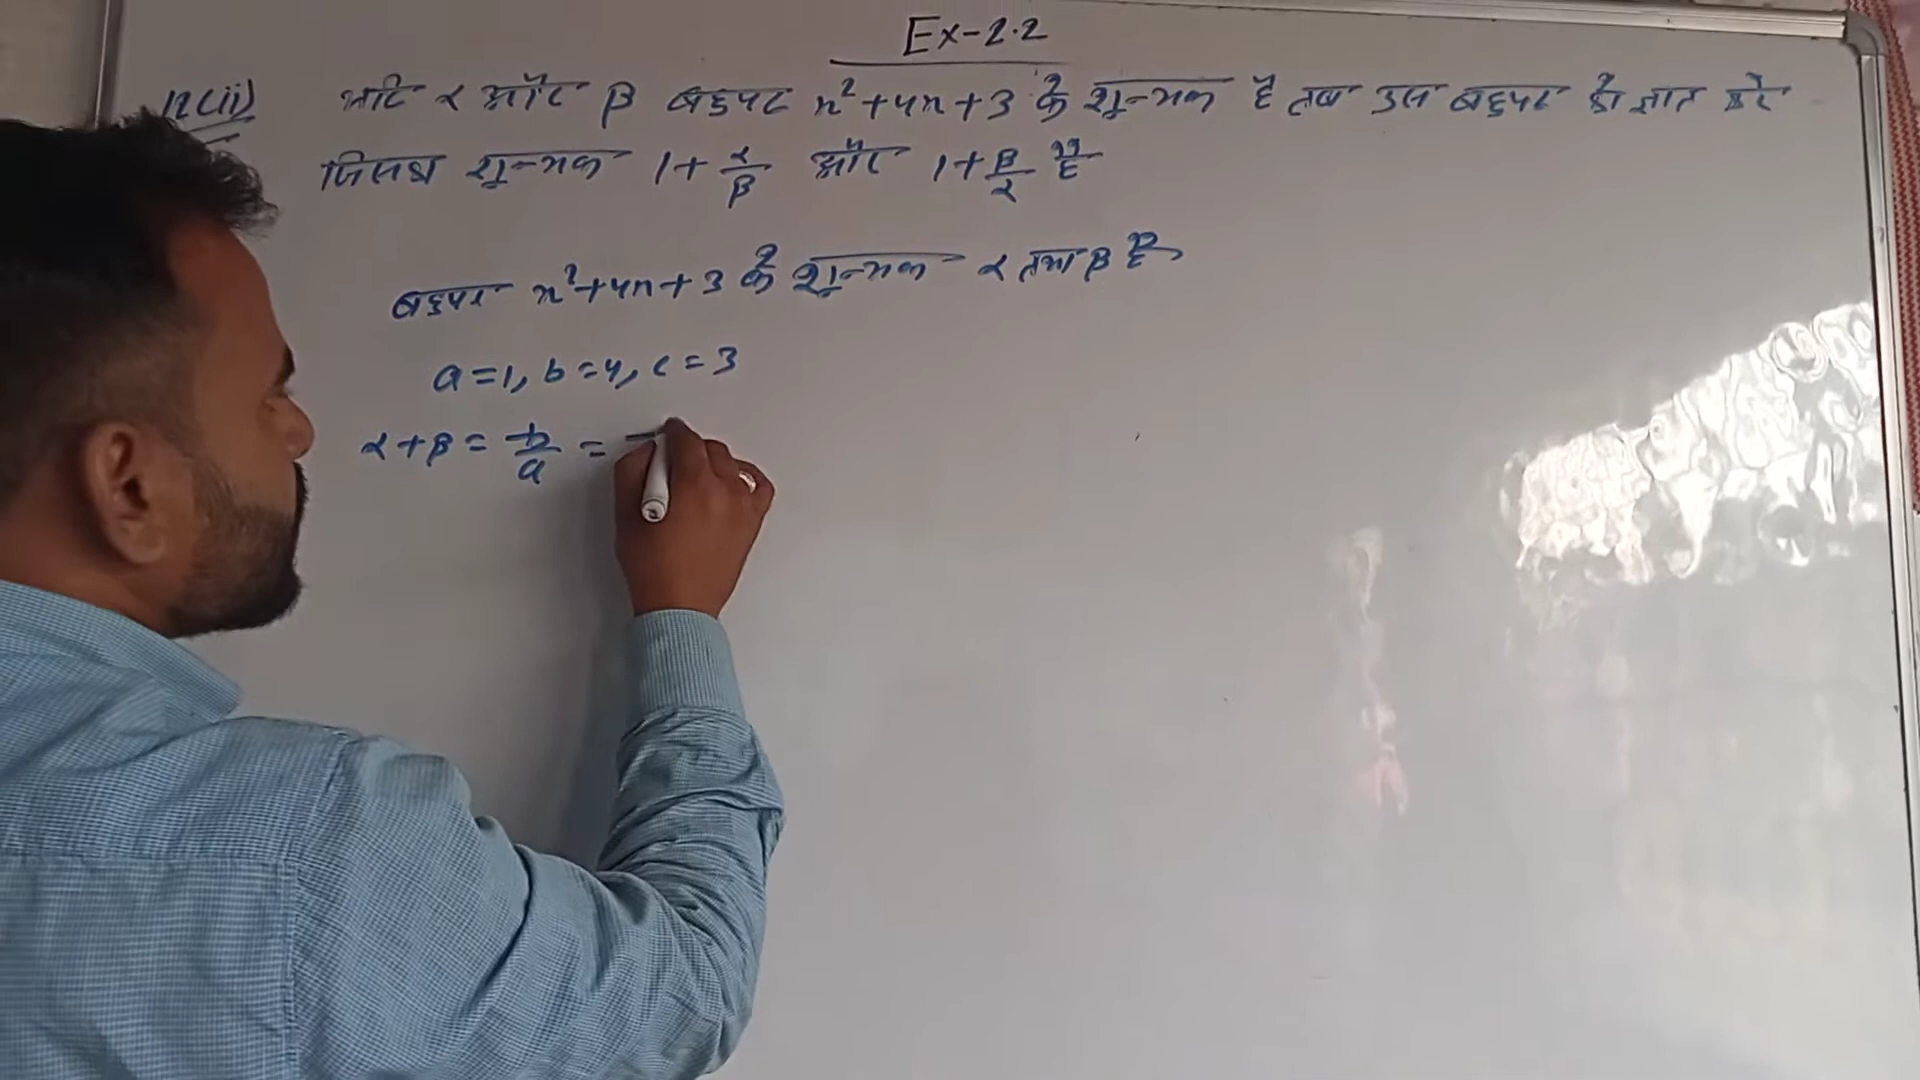 Ex-2.2
12(ii) यदि α और β बहुपद x²+4x+3 के शून्यक है तब उस बहुपद को ज्ञात करे
जिसका शून्यक 1+α/β और 1+β/α है
बहुपद x²+4x+3 के शून्यक α तथा β है
a=1, b=4, c=3
α+β = -b/a = -